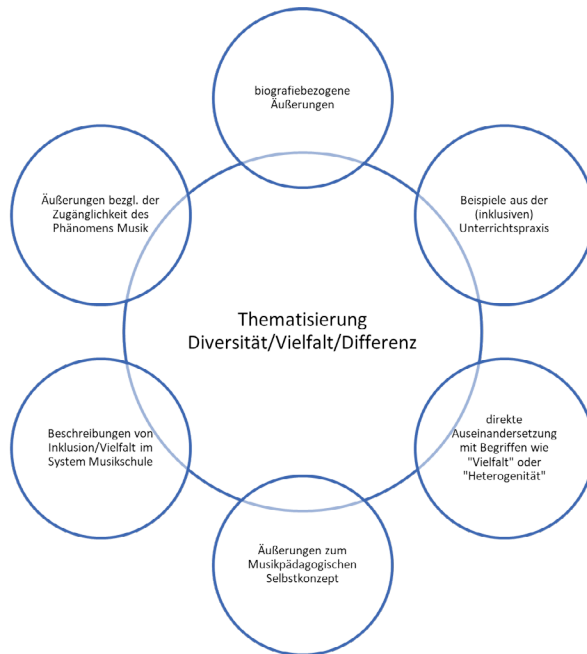 biografiebezogene
Äußerungen
Äußerungen bezgl. der
Zugänglichkeit des
Phänomens Musik
Beispiele aus der
(inklusiven)
Unterrichtspraxis
Thematisierung
Diversität/Vielfalt/Differenz
Beschreibungen von
Inklusion/Vielfalt im
System Musikschule
direkte
Auseinandersetzung
mit Begriffen wie
"Vielfalt" oder
"Heterogenität"
Äußerungen zum
Musikpädagogischen
Selbstkonzept